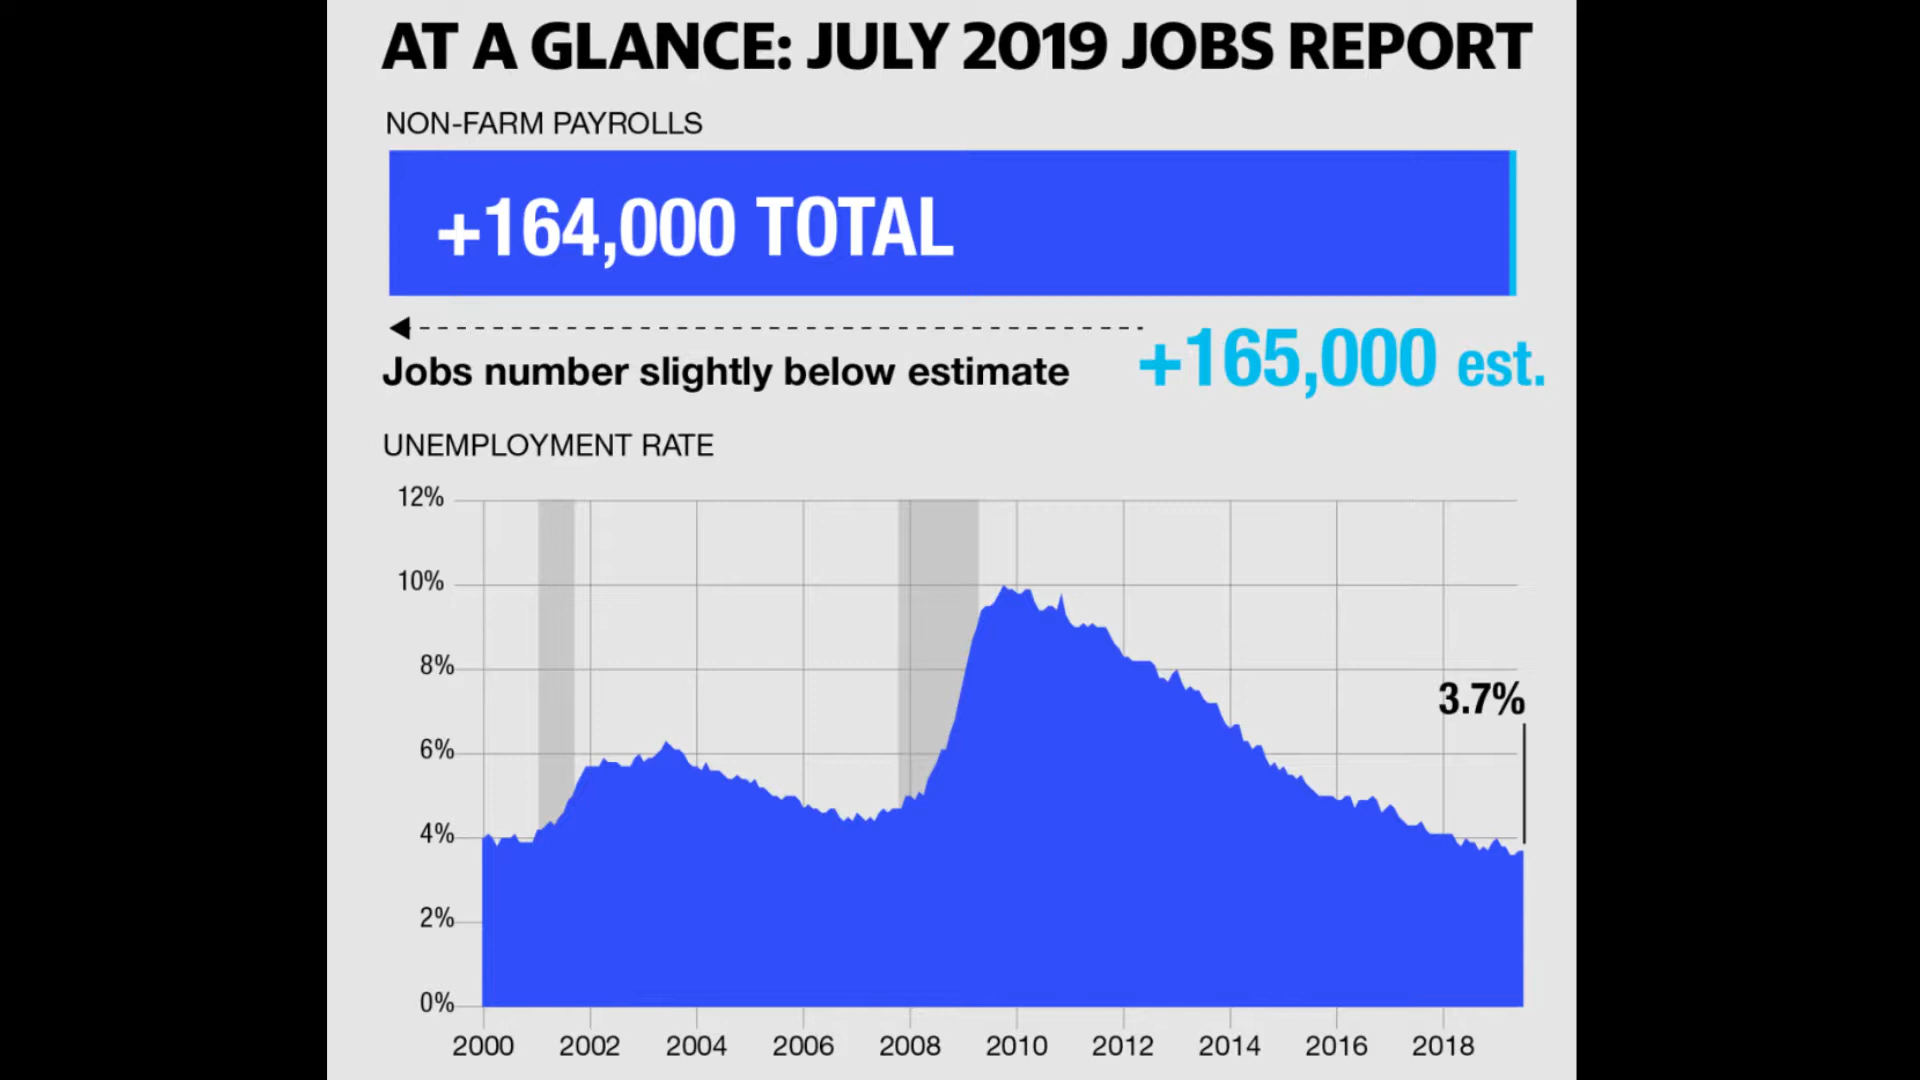 AT A GLANCE: JULY 2019 JOBS REPORT
NON-FARM PAYROLLS
+164,000 TOTAL
Jobs number slightly below estimate
+165,000 est.
UNEMPLOYMENT RATE
12%
10%
8%
3.7%
6%
4%
2%
0%
2000 2002 2004 2006 2008 2010 2012 2014 2016 2018